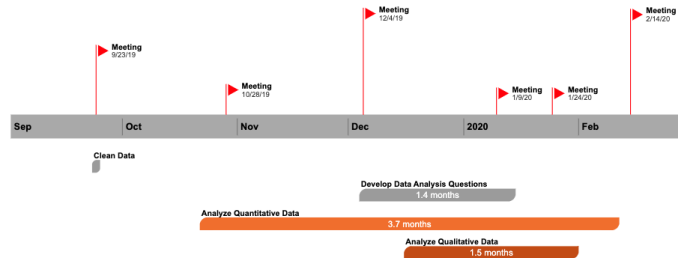 Meeting
12/4/19
Meeting
2/14/20
Meeting
9/23/19
Meeting
10/28/19
Meeting
1/9/20
Meeting
1/24/20
Sep Oct Nov Dec 2020 Feb
Clean Data
Develop Data Analysis Questions
1.4 months
Analyze Quantitative Data
3.7 months
Analyze Qualitative Data
1.5 months